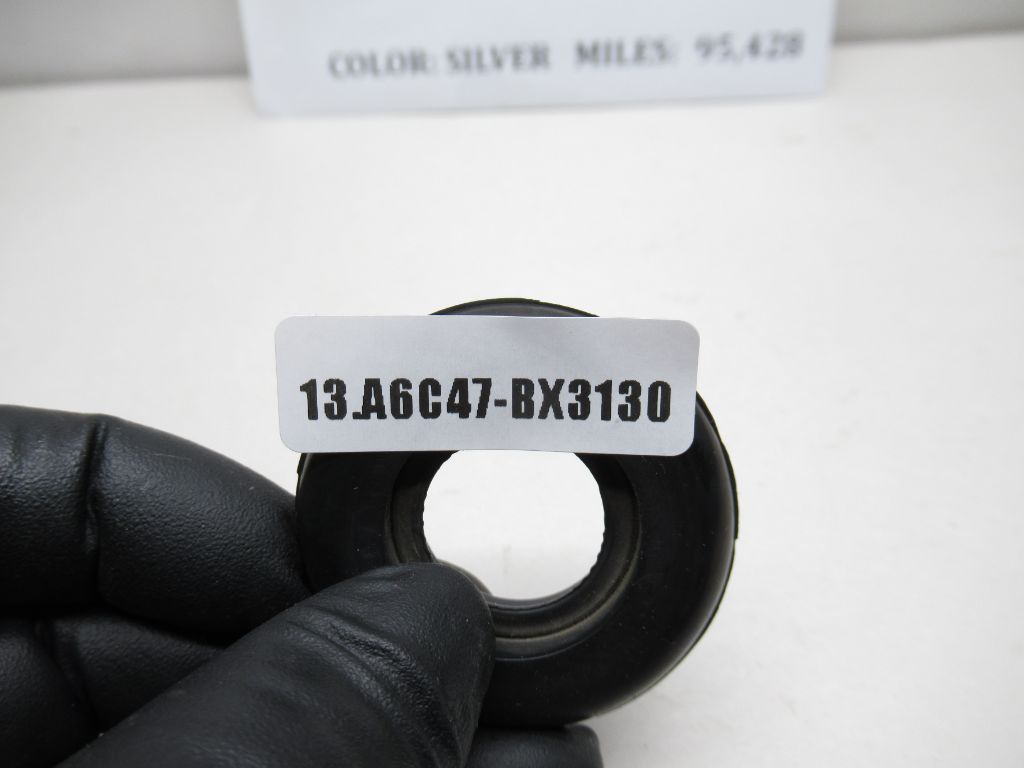 COLOR: SILVER MILES: 95,428
13.A6C47-BX3130